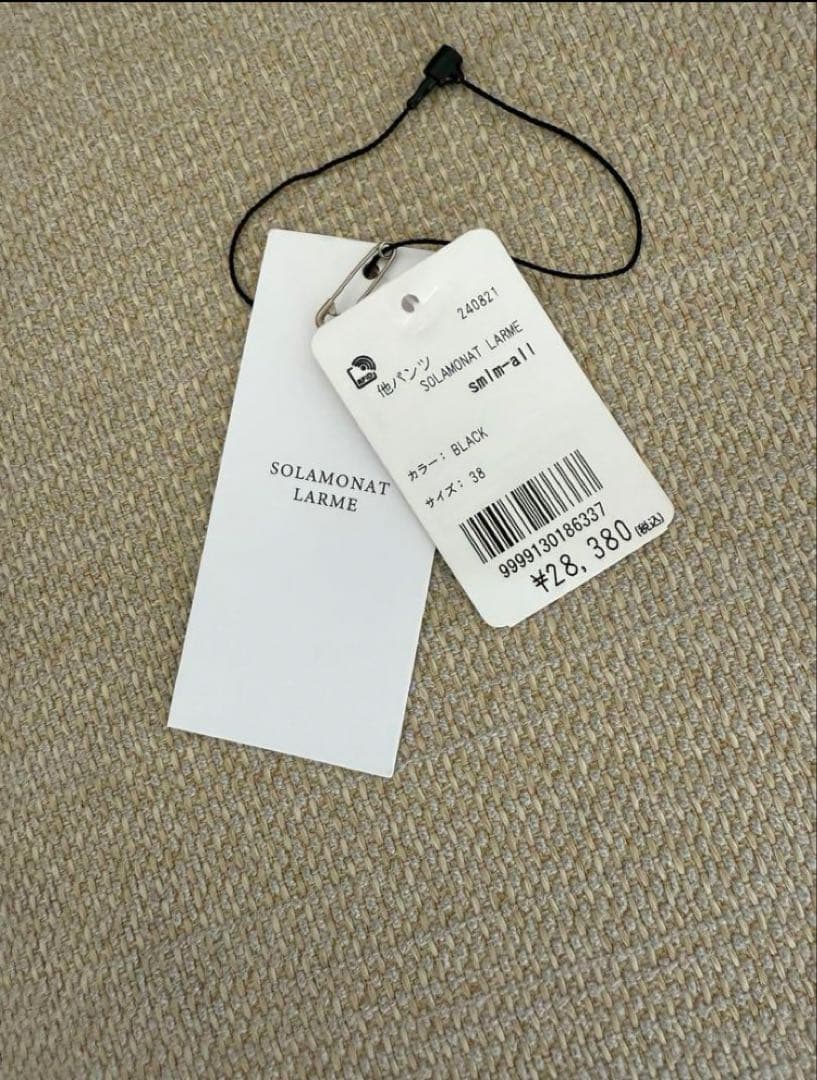 SOLAMONAT
LARME
240821
RFID
他パンツ
SOLAMONAT LARME
smlm-all
カラー: BLACK
サイズ: 38
9999130186337
¥28,380(税込)